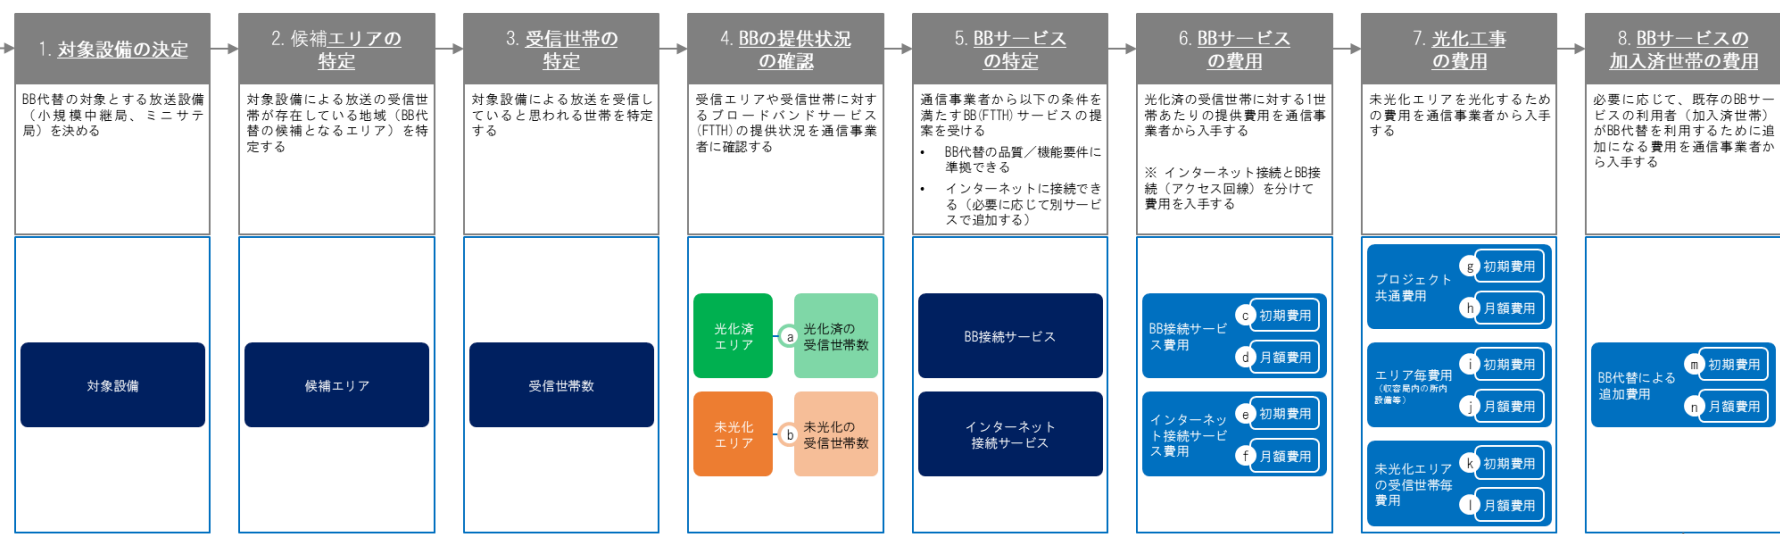 1. 対象設備の決定
BB代替の対象とする放送設備
（小規模中継局、ミニサテ
局）を決める
対象設備
2. 候補エリアの
特定
対象設備による放送の受信世
帯が存在している地域（BB代
替の候補となるエリア）を特
定する
候補エリア
3. 受信世帯の
特定
対象設備による放送を受信し
ていると思われる世帯を特定
する
受信世帯数
4. BBの提供状況
の確認
受信エリアや受信世帯に対す
るブロードバンドサービス
(FTTH)の提供状況を通信事業
者に確認する
光化済
エリア
a
光化済の
受信世帯数
未光化
エリア
b
未光化の
受信世帯数
5. BBサービス
の特定
通信事業者から以下の条件を
満たすBB(FTTH)サービスの提
案を受ける
• BB代替の品質／機能要件に
準拠できる
• インターネットに接続でき
る（必要に応じて別サービ
スで追加する）
BB接続サービス
インターネット
接続サービス
6. BBサービス
の費用
光化済の受信世帯に対する1世
帯あたりの提供費用を通信事
業者から入手する
※ インターネット接続とBB接
続（アクセス回線）を分けて
費用を入手する
BB接続サービ
ス費用
c 初期費用
d 月額費用
インターネッ
ト接続サービ
ス費用
e 初期費用
f 月額費用
7. 光化工事
の費用
未光化エリアを光化するため
の費用を通信事業者から入手
する
プロジェクト
共通費用
g 初期費用
h 月額費用
エリア毎費用
（収容局内の所内
設備等）
i 初期費用
j 月額費用
未光化エリア
の受信世帯毎
費用
k 初期費用
l 月額費用
8. BBサービスの
加入済世帯の費用
必要に応じて、既存のBBサー
ビスの利用者（加入済世帯）
がBB代替を利用するために追
加になる費用を通信事業者か
ら入手する
BB代替による
追加費用
m 初期費用
n 月額費用